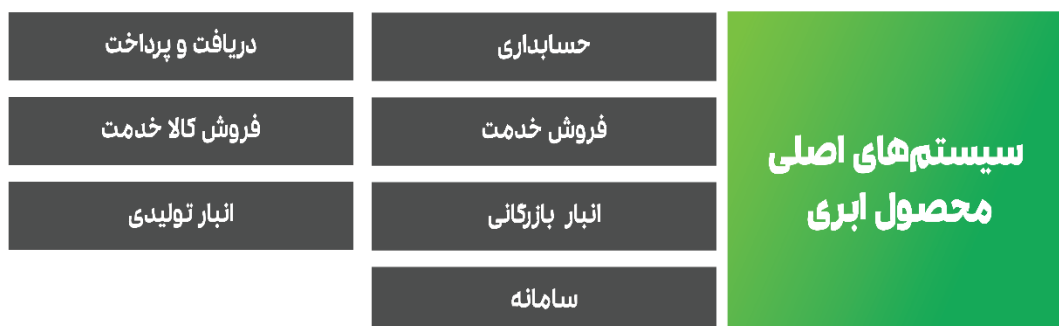 سیستم‌های اصلی
محصول ابری
حسابداری
دریافت و پرداخت
فروش خدمت
فروش کالا خدمت
انبار بازرگانی
انبار تولیدی
سامانه